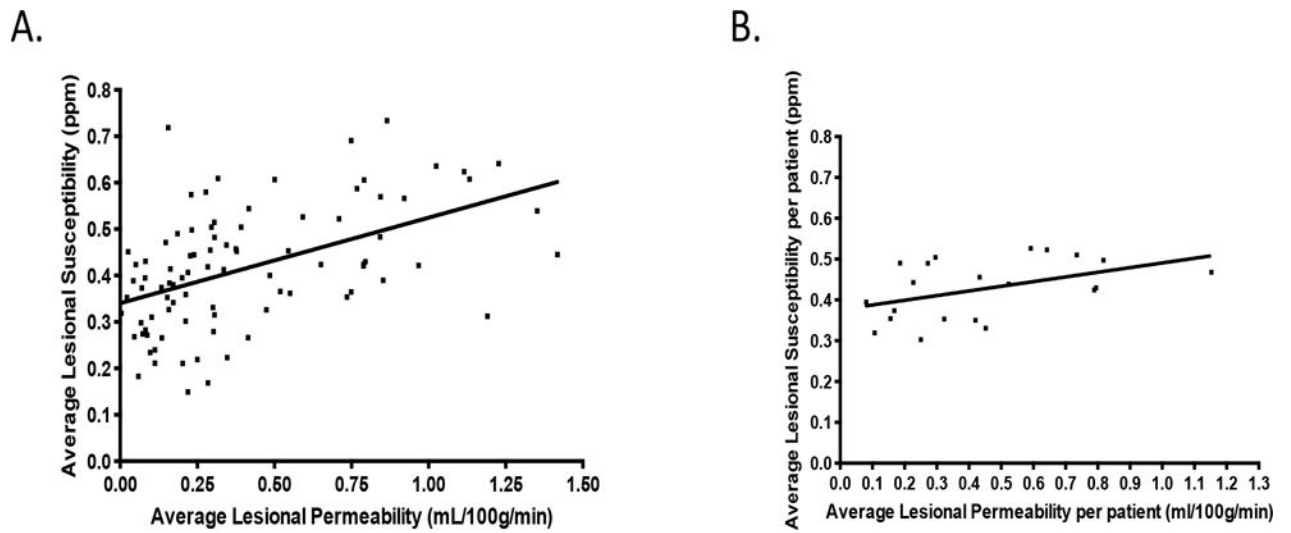 A.
Average Lesional Susceptibility (ppm)
0.8
0.7
0.6
0.5
0.4
0.3
0.2
0.1
0.0
0.00 0.25 0.50 0.75 1.00 1.25 1.50
Average Lesional Permeability (mL/100g/min)
B.
Average Lesional Susceptibility per patient (ppm)
0.8
0.7
0.6
0.5
0.4
0.3
0.2
0.1
0.0
0.0 0.1 0.2 0.3 0.4 0.5 0.6 0.7 0.8 0.9 1.0 1.1 1.2 1.3
Average Lesional Permeability per patient (ml/100g/min)